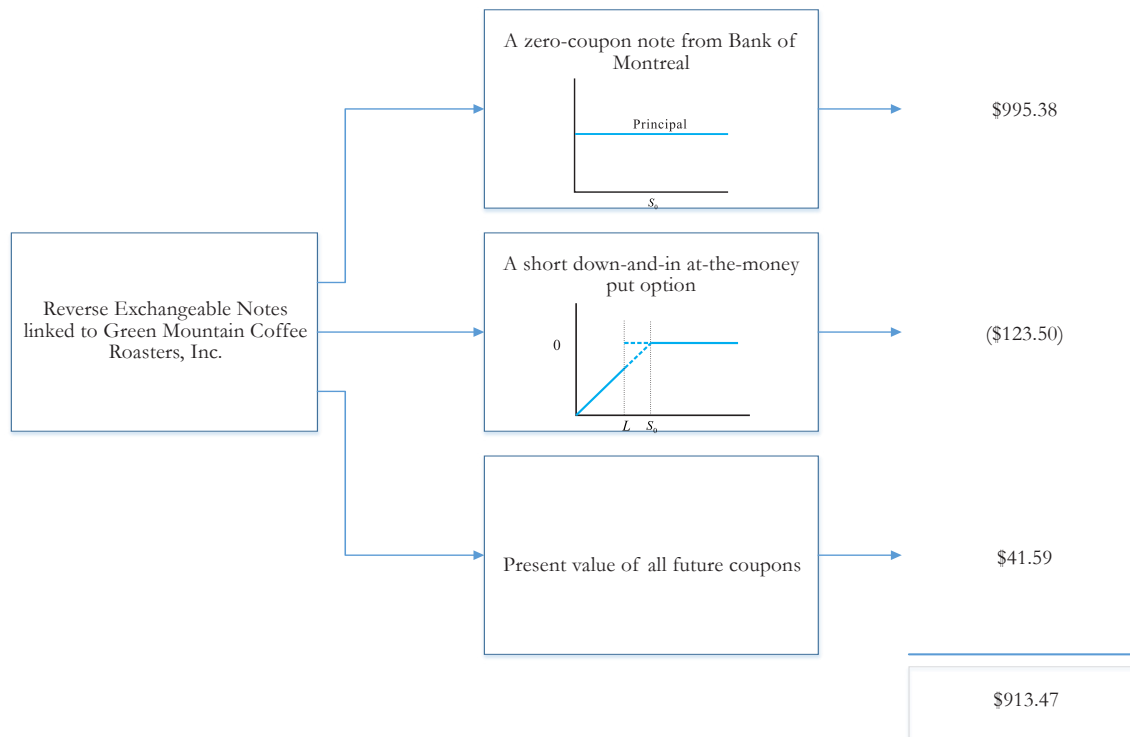 A zero-coupon note from Bank of
Montreal
Principal
S₀
$995.38
Reverse Exchangeable Notes
linked to Green Mountain Coffee
Roasters, Inc.
A short down-and-in at-the-money
put option
0
L S₀
($123.50)
Present value of all future coupons
$41.59
$913.47